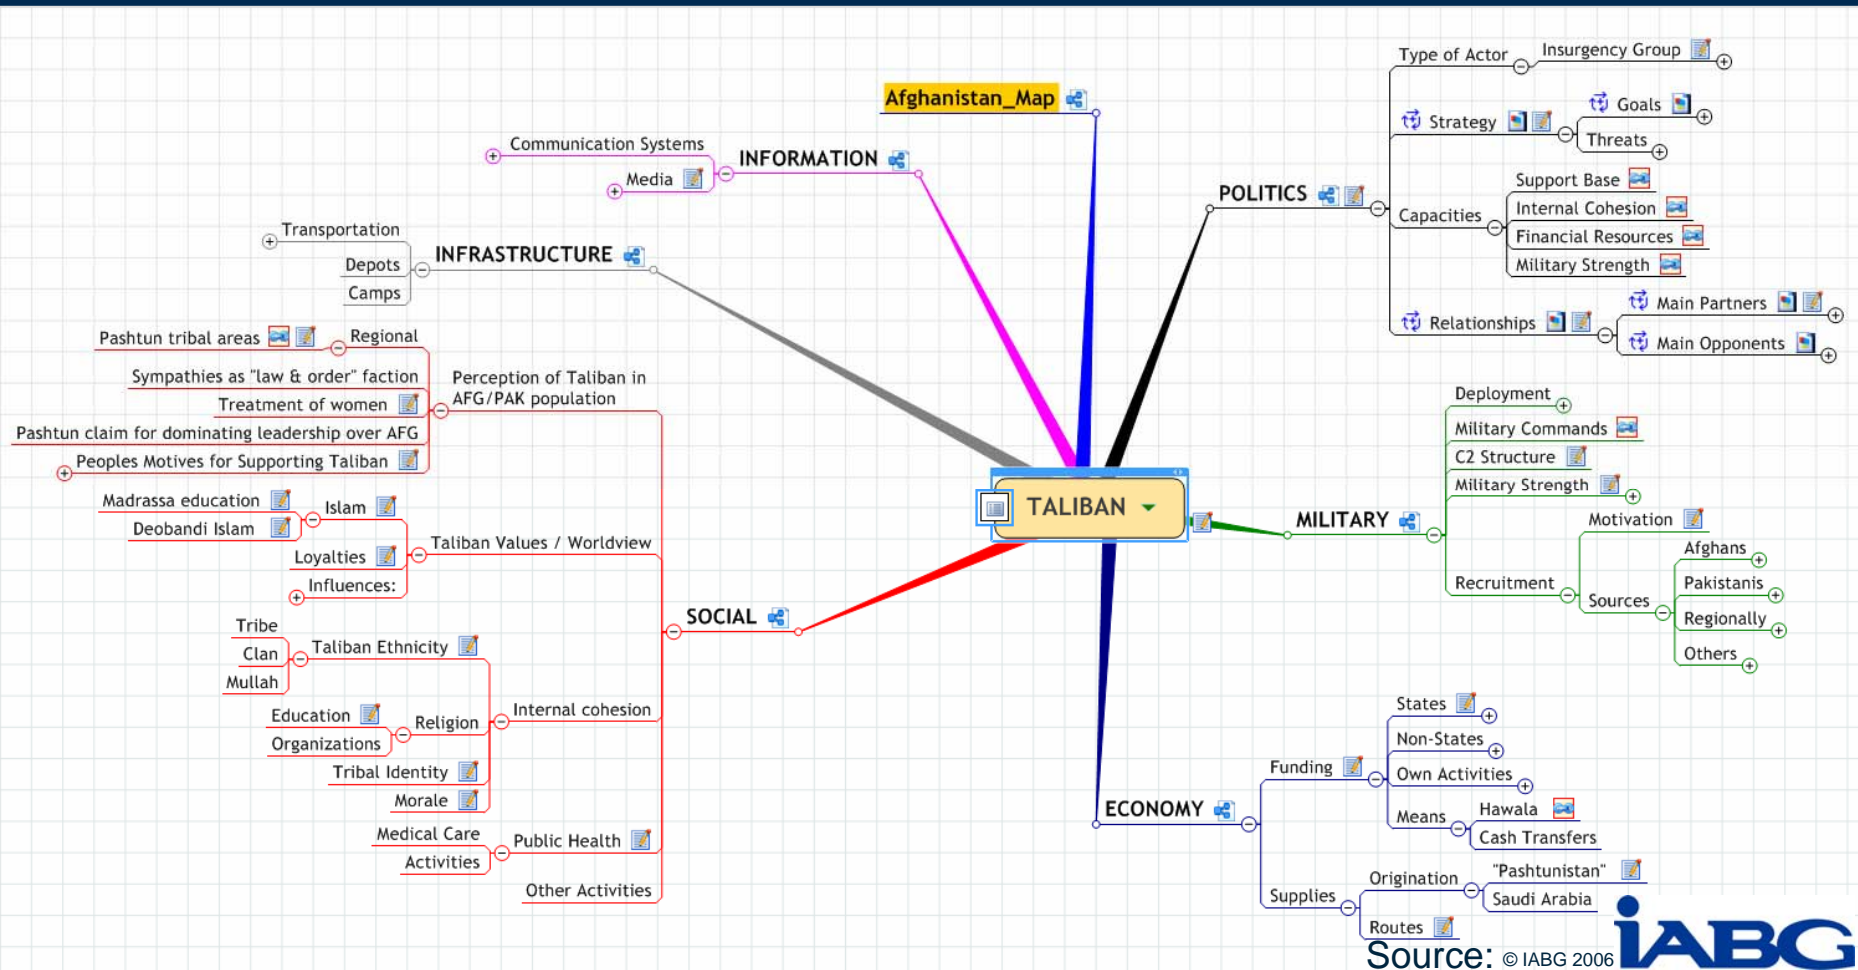 Afghanistan_Map
INFORMATION
Communication Systems
Media
INFRASTRUCTURE
Transportation
Depots
Camps
POLITICS
Type of Actor
Insurgency Group
Strategy
Goals
Threats
Capacities
Support Base
Internal Cohesion
Financial Resources
Military Strength
Relationships
Main Partners
Main Opponents
TALIBAN
MILITARY
Deployment
Military Commands
C2 Structure
Military Strength
Recruitment
Motivation
Sources
Afghans
Pakistanis
Regionally
Others
SOCIAL
Perception of Taliban in
AFG/PAK population
Regional
Pashtun tribal areas
Sympathies as "law & order" faction
Treatment of women
Pashtun claim for dominating leadership over AFG
Peoples Motives for Supporting Taliban
Taliban Values / Worldview
Islam
Madrassa education
Deobandi Islam
Loyalties
Influences:
Internal cohesion
Taliban Ethnicity
Tribe
Clan
Mullah
Religion
Education
Organizations
Tribal Identity
Morale
Public Health
Medical Care
Activities
Other Activities
ECONOMY
Funding
States
Non-States
Own Activities
Means
Hawala
Cash Transfers
Supplies
Origination
"Pashtunistan"
Saudi Arabia
Routes
Source: © IABG 2006
iABG